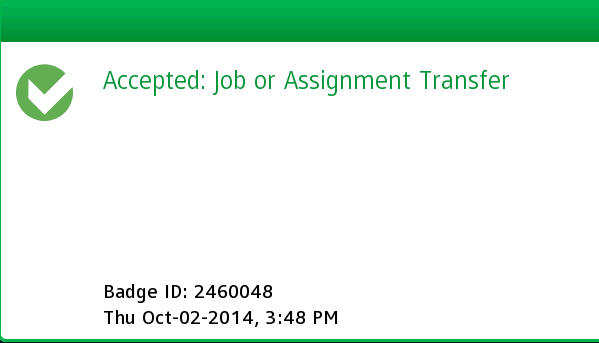 Accepted: Job or Assignment Transfer
Badge ID: 2460048
Thu Oct-02-2014, 3:48 PM